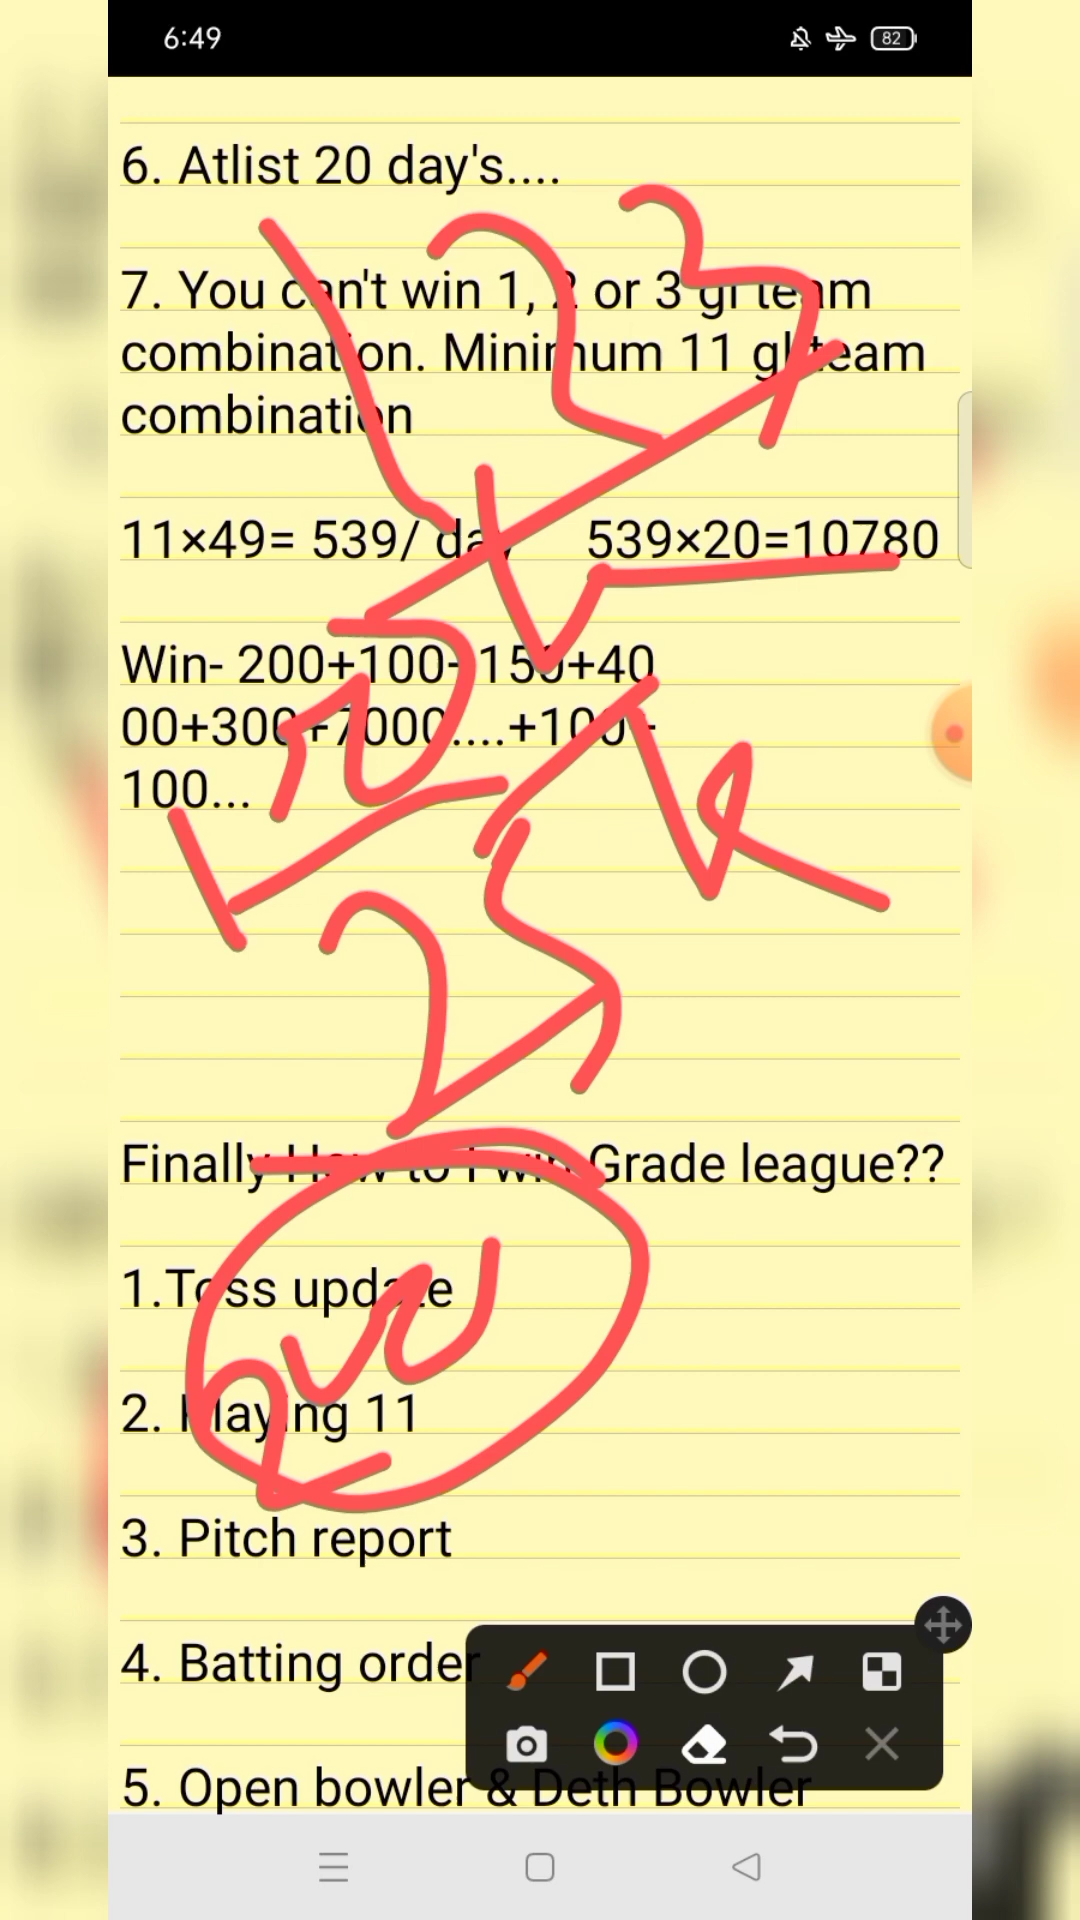 6:49
82
6. Atlist 20 day's....
7. You can't win 1, 2 or 3 gl team
combination. Minimum 11 gl team
combination
11×49= 539/ day 539×20=10780
Win- 200+100+150+40
00+300+7000....+100+
100...
Finally How to I win Grade league??
1.Toss update
2. Playing 11
3. Pitch report
4. Batting order
5. Open bowler & Deth Bowler